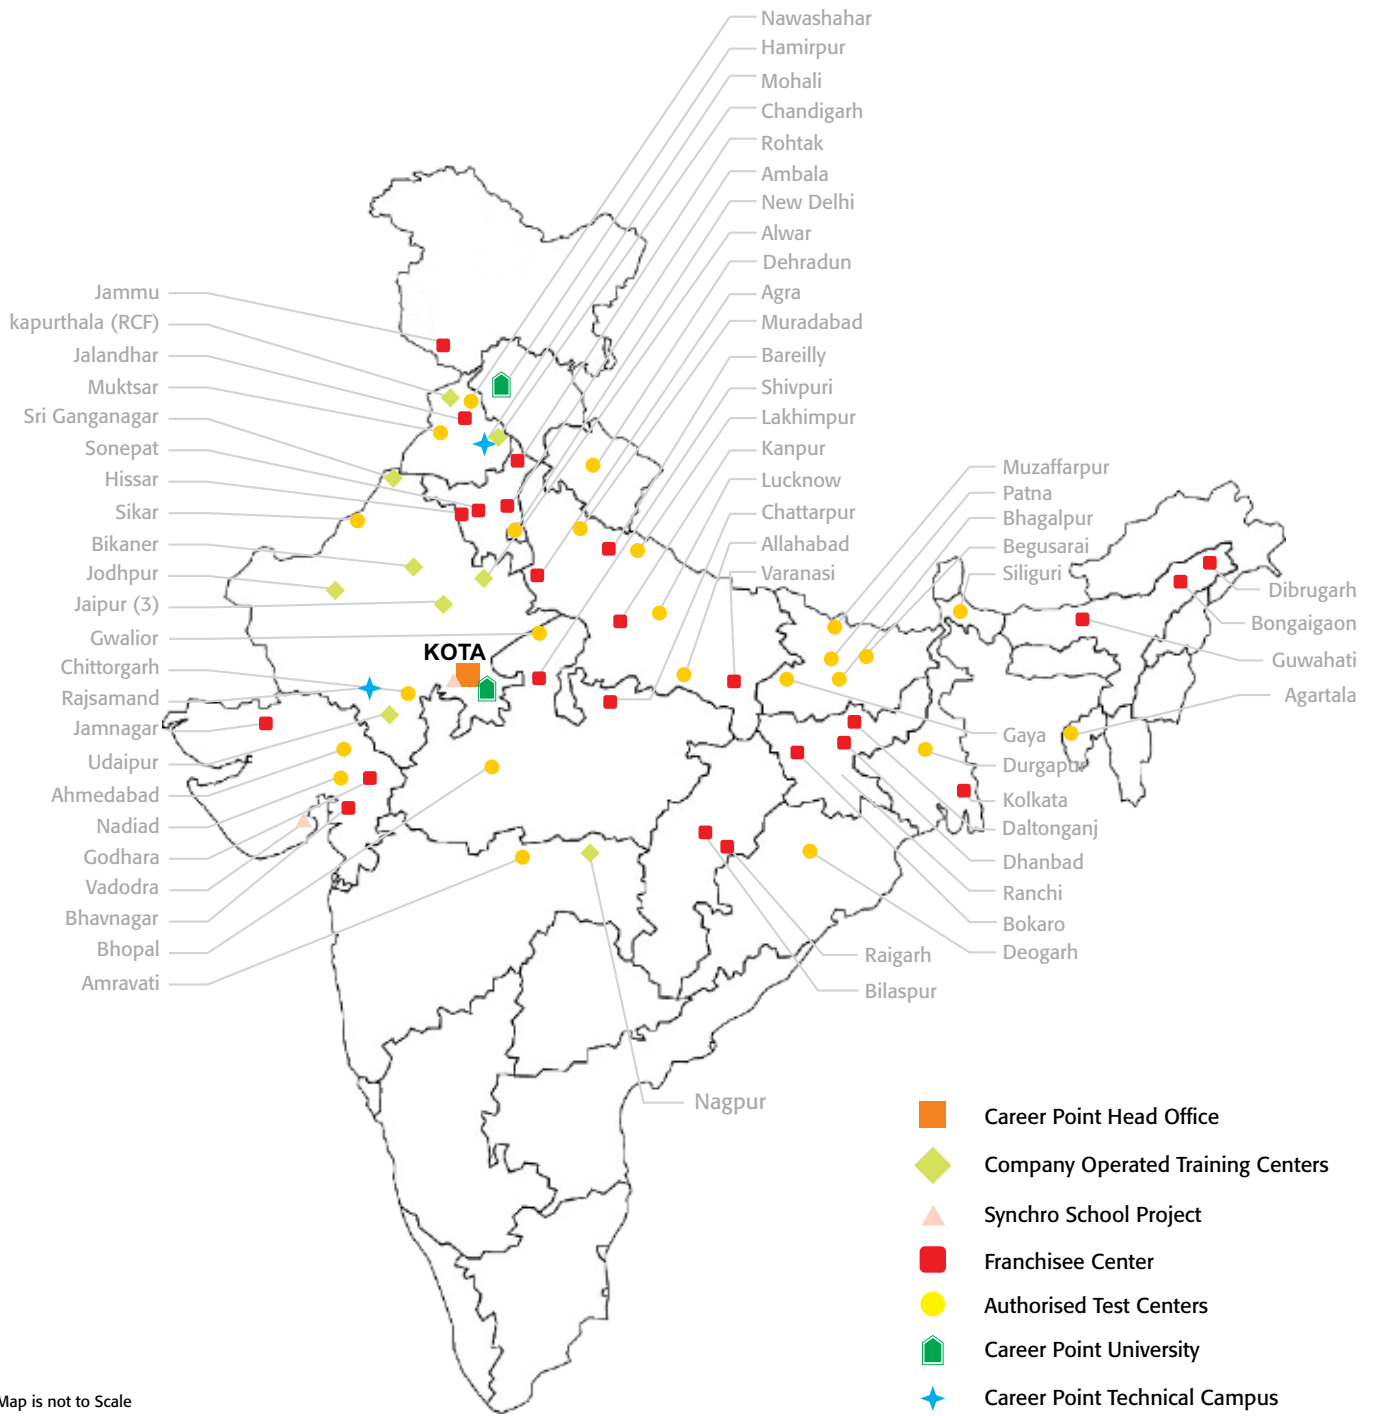 Nawashahar
Hamirpur
Mohali
Chandigarh
Rohtak
Ambala
New Delhi
Alwar
Dehradun
Agra
Muradabad
Bareilly
Shivpuri
Lakhimpur
Kanpur
Lucknow
Chattarpur
Allahabad
Varanasi
Jammu
kapurthala (RCF)
Jalandhar
Muktsar
Sri Ganganagar
Sonepat
Hissar
Sikar
Bikaner
Jodhpur
Jaipur (3)
Gwalior
Chittorgarh
Rajsamand
Jamnagar
Udaipur
Ahmedabad
Nadiad
Godhara
Vadodra
Bhavnagar
Bhopal
Amravati
KOTA
Muzaffarpur
Patna
Bhagalpur
Begusarai
Siliguri
Dibrugarh
Bongaigaon
Guwahati
Agartala
Gaya
Durgapur
Kolkata
Daltonganj
Dhanbad
Ranchi
Bokaro
Deogarh
Raigarh
Bilaspur
Nagpur
Career Point Head Office
Company Operated Training Centers
Synchro School Project
Franchisee Center
Authorised Test Centers
Career Point University
Career Point Technical Campus
Map is not to Scale